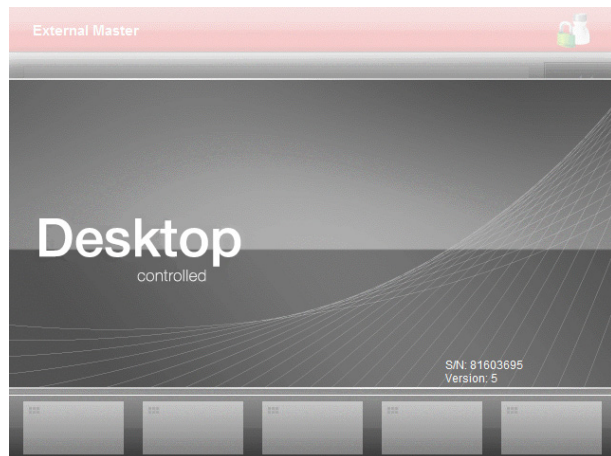 External Master
Desktop
controlled
S/N: 81603695
Version: 5